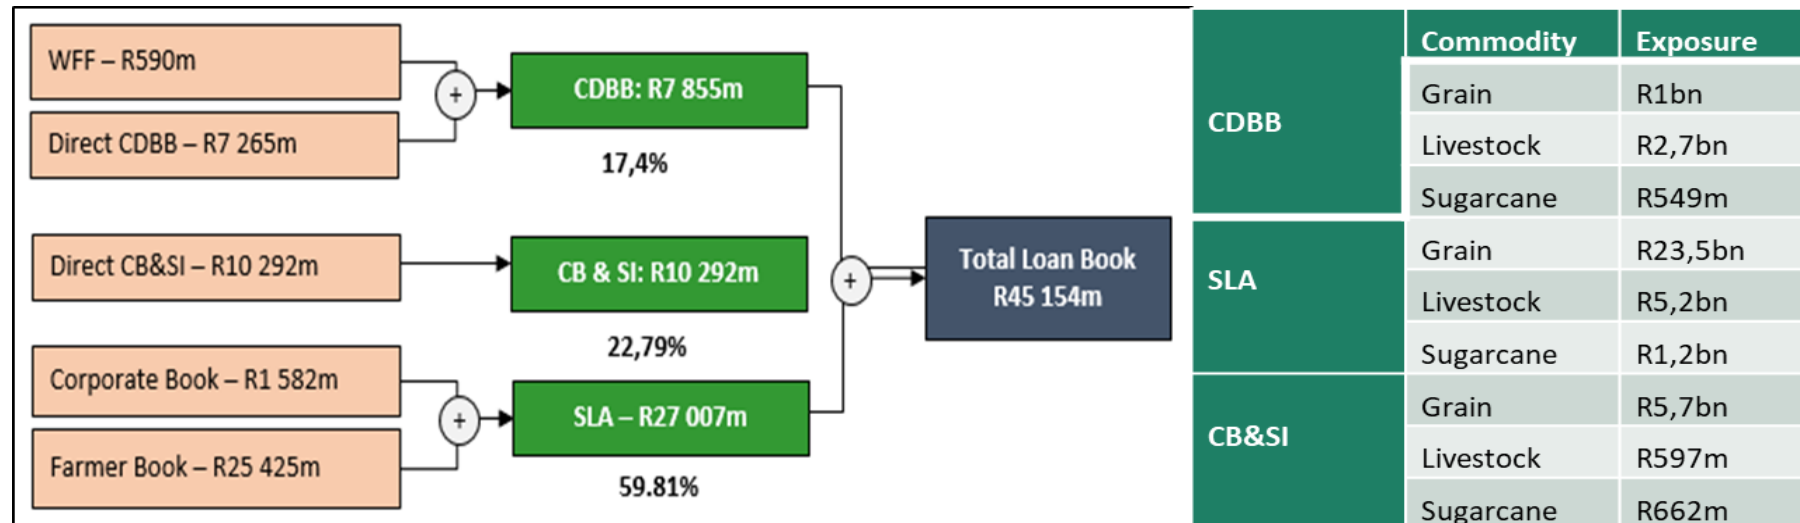 WFF – R590m
+
Direct CDBB – R7 265m
CDBB: R7 855m
17,4%
Direct CB&SI – R10 292m
CB & SI: R10 292m
22,79%
Corporate Book – R1 582m
+
Farmer Book – R25 425m
SLA – R27 007m
59.81%
+
Total Loan Book
R45 154m
Commodity Exposure
CDBB
Grain R1bn
Livestock R2,7bn
Sugarcane R549m
SLA
Grain R23,5bn
Livestock R5,2bn
Sugarcane R1,2bn
CB&SI
Grain R5,7bn
Livestock R597m
Sugarcane R662m